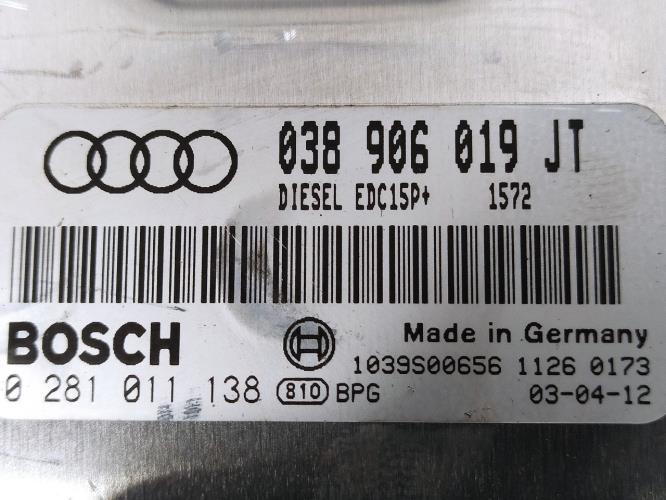 038 906 019 JT
DIESEL EDC15P+ 1572
BOSCH
Made in Germany
1039S00656 1126 0173
0 281 011 138 810 BPG 03-04-12